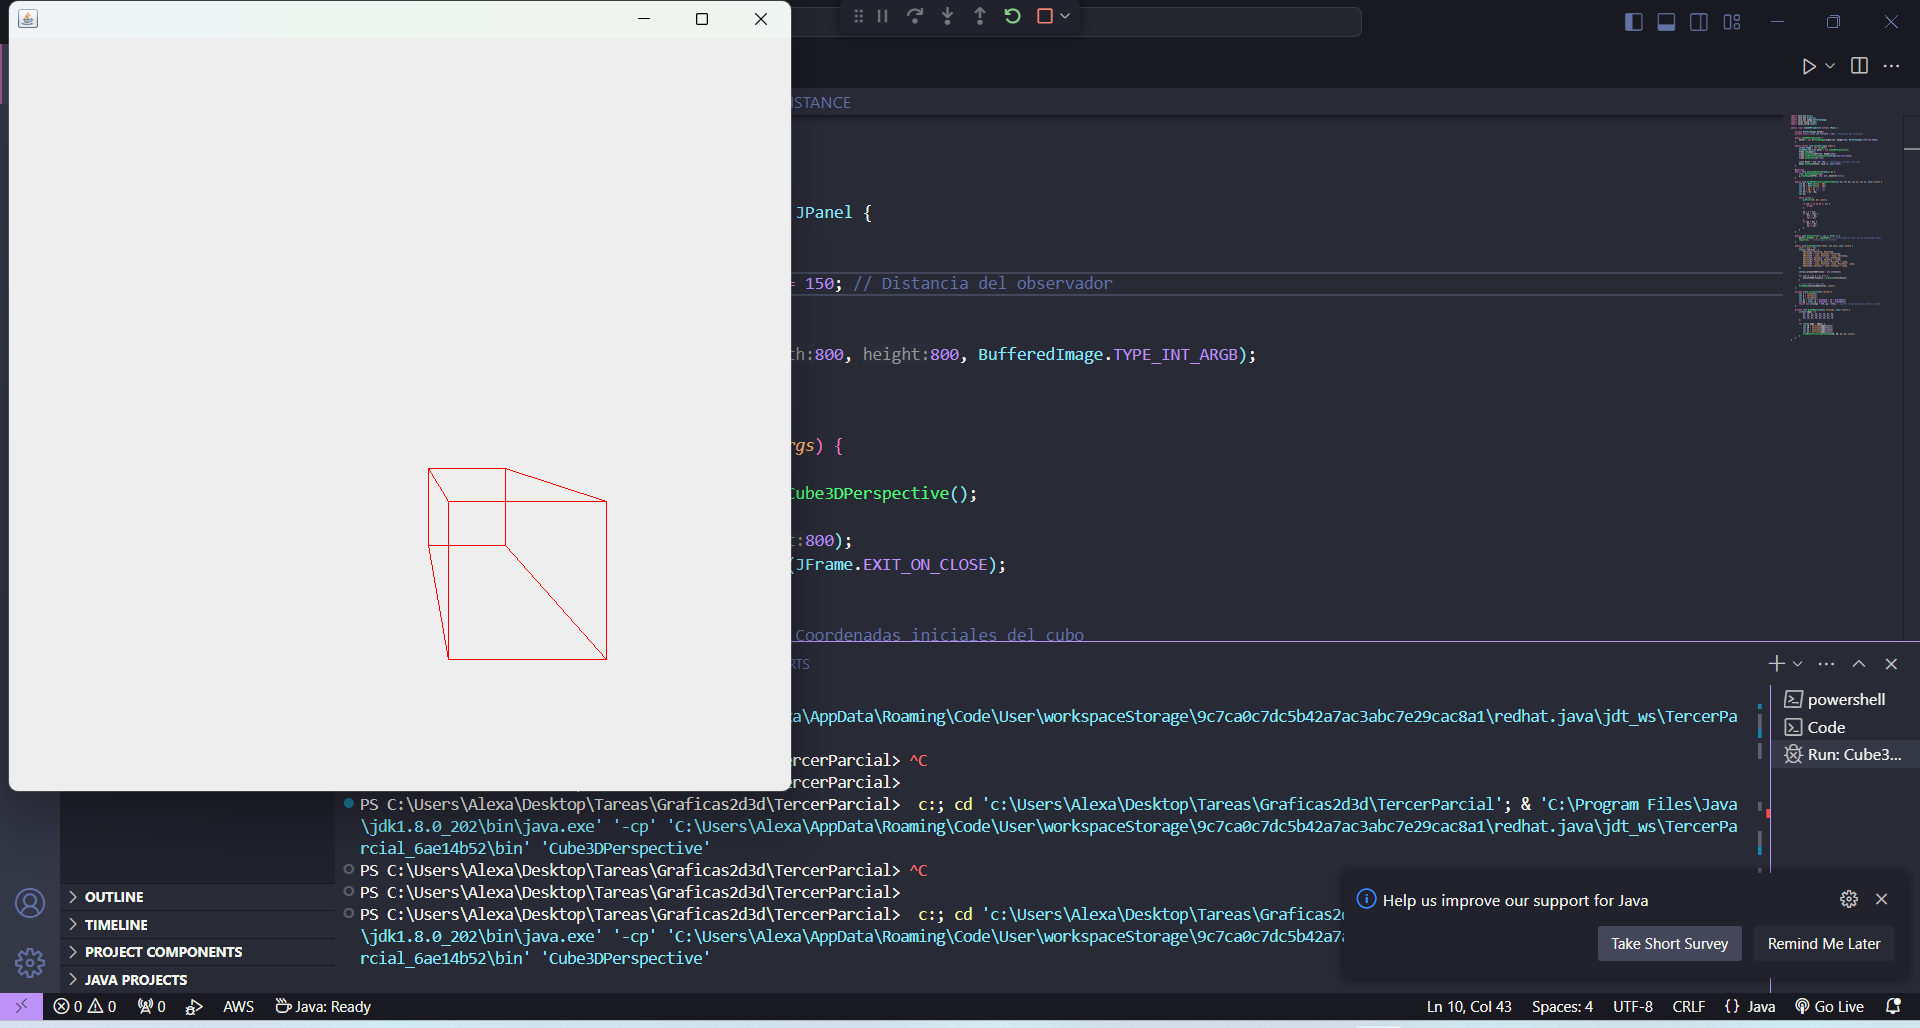 ISTANCE
JPanel {
= 150; // Distancia del observador
th:800, height:800, BufferedImage.TYPE_INT_ARGB);
rgs) {
Cube3DPerspective();
t:800);
(JFrame.EXIT_ON_CLOSE);
Coordenadas iniciales del cubo
RTS
xa\AppData\Roaming\Code\User\workspaceStorage\9c7ca0c7dc5b42a7ac3abc7e29cac8a1\redhat.java\jdt_ws\TercerPa
ercerParcial> ^C
ercerParcial>
PS C:\Users\Alexa\Desktop\Tareas\Graficas2d3d\TercerParcial>  c:; cd 'c:\Users\Alexa\Desktop\Tareas\Graficas2d3d\TercerParcial'; & 'C:\Program Files\Java
\jdk1.8.0_202\bin\java.exe' '-cp' 'C:\Users\Alexa\AppData\Roaming\Code\User\workspaceStorage\9c7ca0c7dc5b42a7ac3abc7e29cac8a1\redhat.java\jdt_ws\TercerPa
rcial_6ae14b52\bin' 'Cube3DPerspective'
PS C:\Users\Alexa\Desktop\Tareas\Graficas2d3d\TercerParcial> ^C
PS C:\Users\Alexa\Desktop\Tareas\Graficas2d3d\TercerParcial>
PS C:\Users\Alexa\Desktop\Tareas\Graficas2d3d\TercerParcial>  c:; cd 'c:\Users\Alexa\Desktop\Tareas\Graficas2d
\jdk1.8.0_202\bin\java.exe' '-cp' 'C:\Users\Alexa\AppData\Roaming\Code\User\workspaceStorage\9c7ca0c7dc5b42a7
rcial_6ae14b52\bin' 'Cube3DPerspective'
powershell
Code
Run: Cube3...
OUTLINE
TIMELINE
PROJECT COMPONENTS
JAVA PROJECTS
Help us improve our support for Java
Take Short Survey
Remind Me Later
0 0 0 AWS Java: Ready Ln 10, Col 43 Spaces: 4 UTF-8 CRLF {} Java Go Live